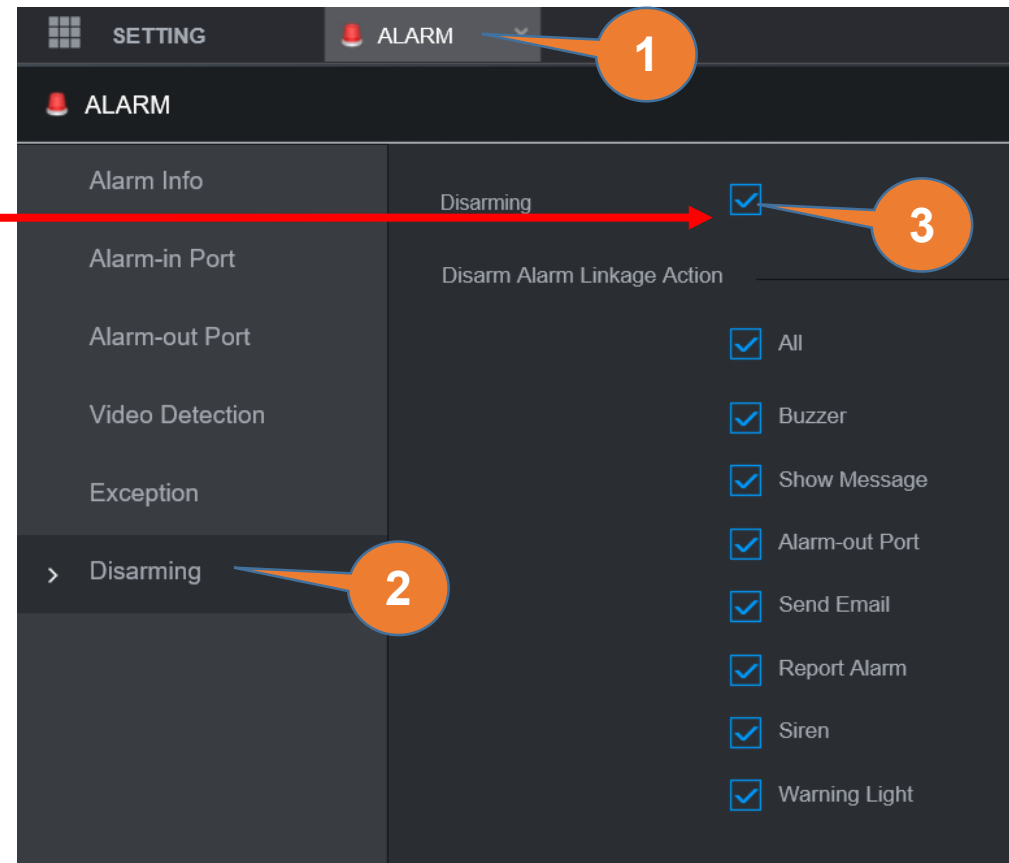 SETTING
ALARM
1
ALARM
Alarm Info
Disarming
3
Alarm-in Port
Disarm Alarm Linkage Action
Alarm-out Port
All
Video Detection
Buzzer
Exception
Show Message
Alarm-out Port
Disarming
2
Send Email
Report Alarm
Siren
Warning Light